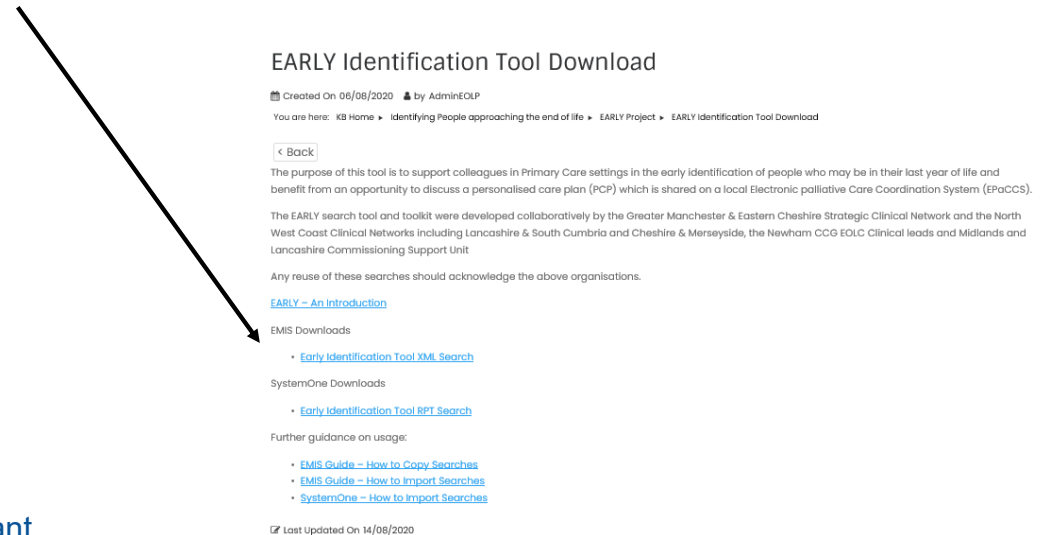 EARLY Identification Tool Download
Created On 06/08/2020 by AdminEOLP
You are here: KB Home ▸ Identifying People approaching the end of life ▸ EARLY Project ▸ EARLY Identification Tool Download
< Back
The purpose of this tool is to support colleagues in Primary Care settings in the early identification of people who may be in their last year of life and
benefit from an opportunity to discuss a personalised care plan (PCP) which is shared on a local Electronic palliative Care Coordination System (EPaCCS).
The EARLY search tool and toolkit were developed collaboratively by the Greater Manchester & Eastern Cheshire Strategic Clinical Network and the North
West Coast Clinical Networks including Lancashire & South Cumbria and Cheshire & Merseyside, the Newham CCG EOLC Clinical leads and Midlands and
Lancashire Commissioning Support Unit
Any reuse of these searches should acknowledge the above organisations.
EARLY – An Introduction
EMIS Downloads
• Early Identification Tool XML Search
SystemOne Downloads
• Early Identification Tool RPT Search
Further guidance on usage:
• EMIS Guide – How to Copy Searches
• EMIS Guide – How to Import Searches
• SystemOne – How to Import Searches
Last Updated On 14/08/2020